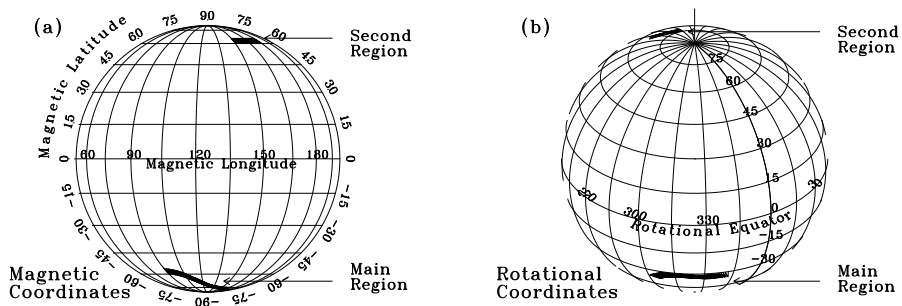 (a)
Magnetic Latitude
90
75
60
45
30
15
0
-15
-30
-45
-60
-75
-90
75
60
45
30
15
0
-15
-30
-45
-60
-75
60 90 120 150 180
Magnetic Longitude
Second
Region
Main
Region
Magnetic
Coordinates
(b)
75
60
45
30
15
0
-15
-30
300 330 30
Rotational Equator
Second
Region
Main
Region
Rotational
Coordinates